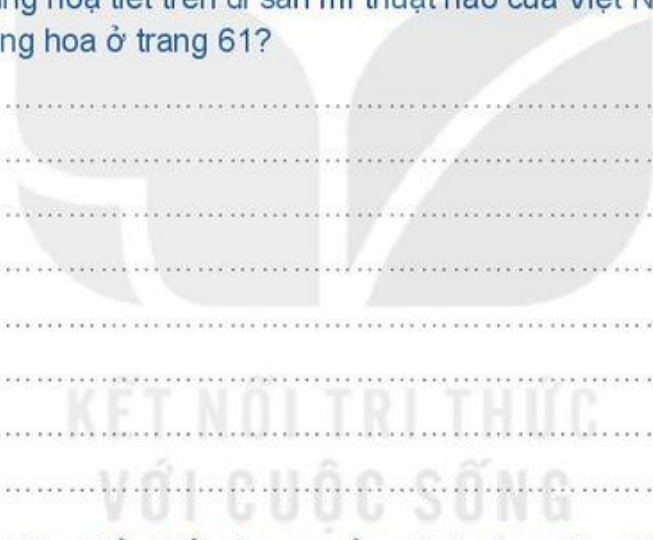 hoạ tiết trên di sản mĩ thuật nào của Việt
ng hoa ở trang 61?
KẾT NỐI TRI THỨC
VỚI CUỘC SỐNG